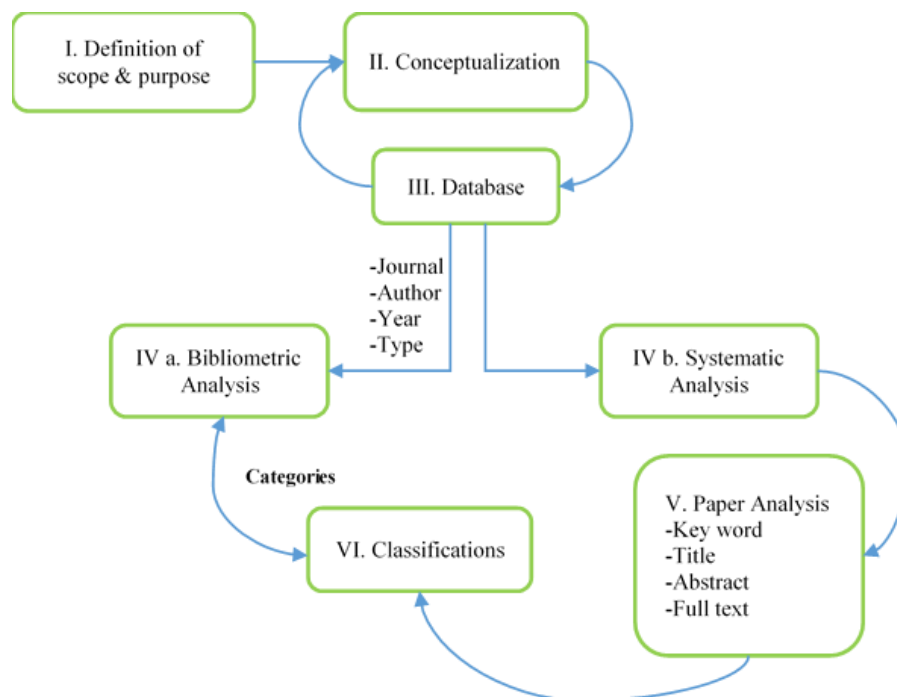 I. Definition of
scope & purpose
II. Conceptualization
III. Database
-Journal
-Author
-Year
-Type
IV a. Bibliometric
Analysis
IV b. Systematic
Analysis
Categories
V. Paper Analysis
-Key word
-Title
-Abstract
-Full text
VI. Classifications